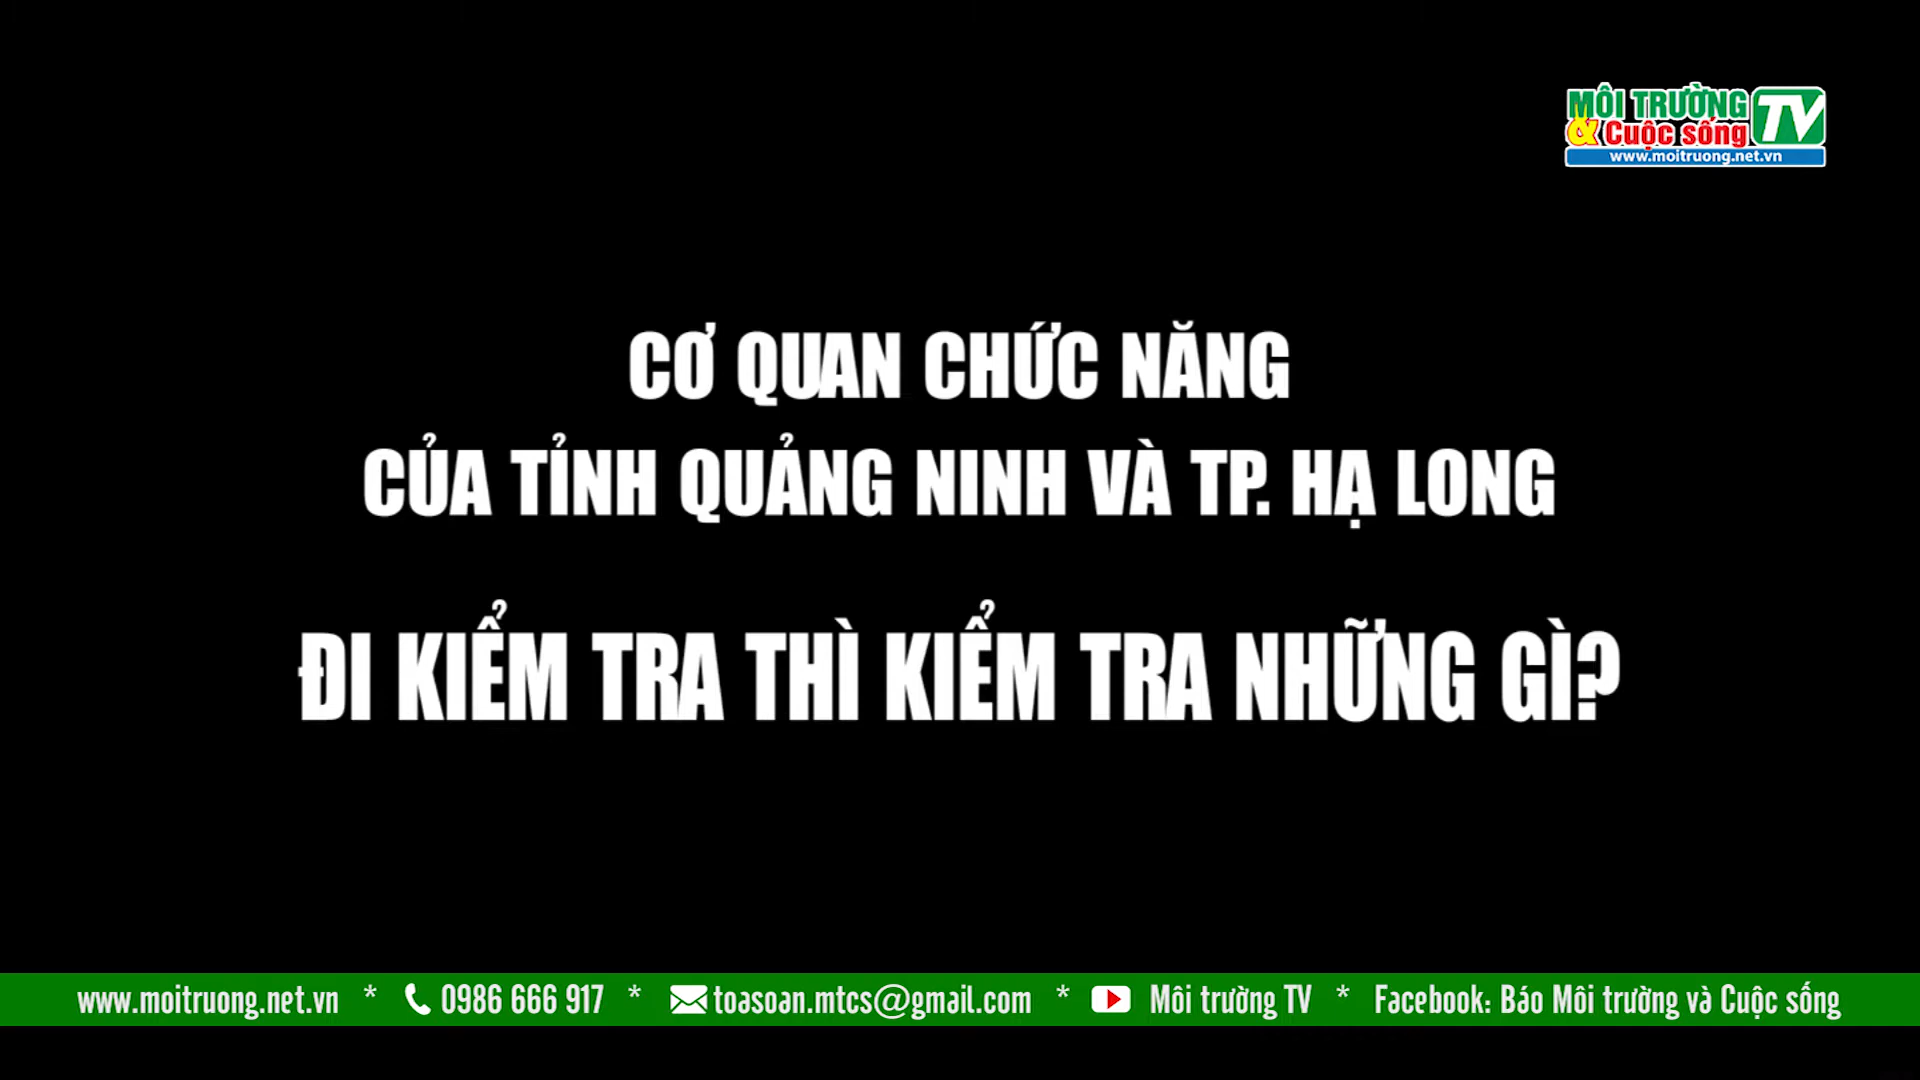 MÔI TRƯỜNG TV
& Cuộc sống
www.moitruong.net.vn
CƠ QUAN CHỨC NĂNG
CỦA TỈNH QUẢNG NINH VÀ TP. HẠ LONG
ĐI KIỂM TRA THÌ KIỂM TRA NHỮNG GÌ?
www.moitruong.net.vn * 0986 666 917 * toasoan.mtcs@gmail.com * Môi trường TV * Facebook: Báo Môi trường và Cuộc sống